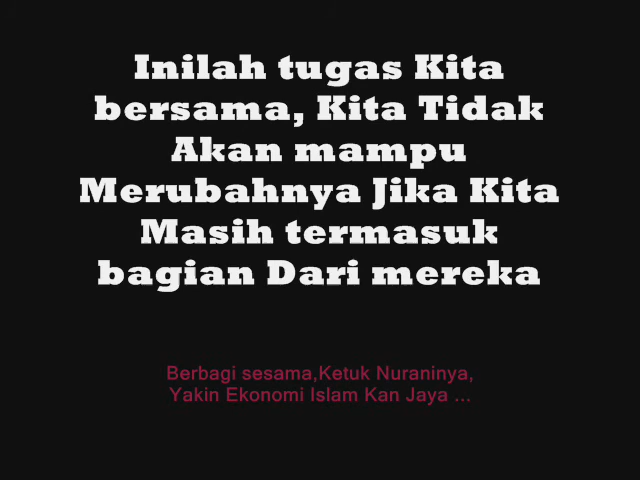 Inilah tugas Kita
bersama, Kita Tidak
Akan mampu
Merubahnya Jika Kita
Masih termasuk
bagian Dari mereka
Berbagi sesama,Ketuk Nuraninya,
Yakin Ekonomi Islam Kan Jaya ...